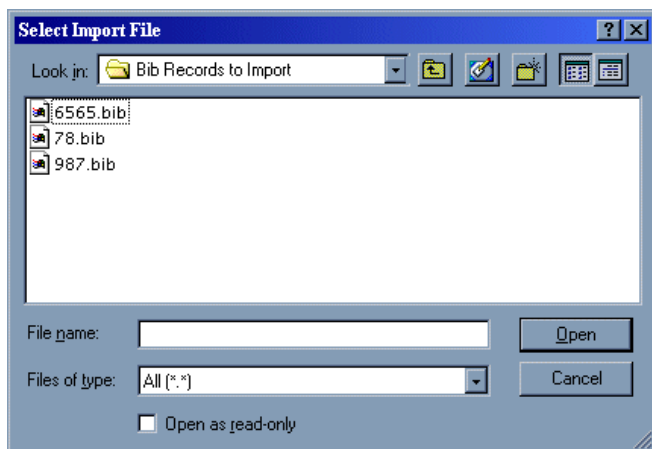 Select Import File
Look in: Bib Records to Import
6565.bib
78.bib
987.bib
File name: Open
Files of type: All (*.*) Cancel
Open as read-only